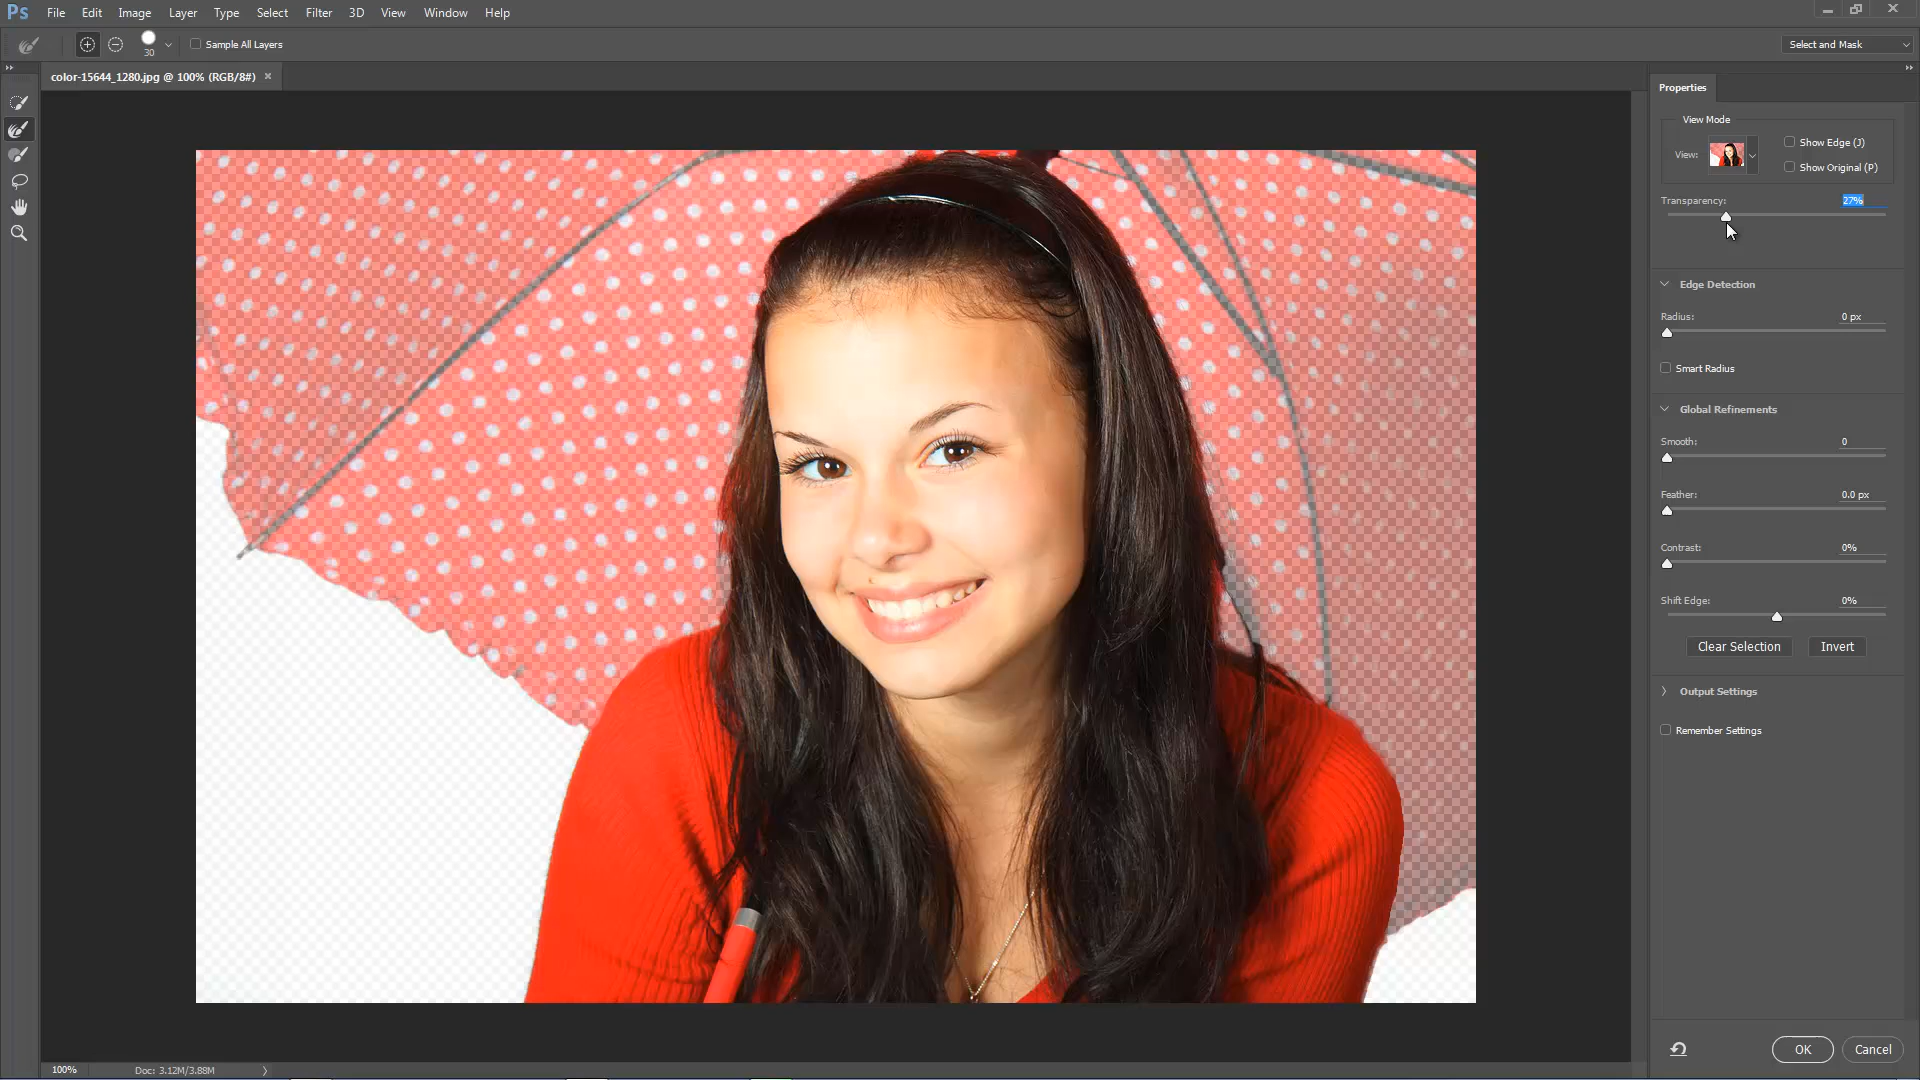 Ps File Edit Image Layer Type Select Filter 3D View Window Help
30 Sample All Layers Select and Mask
color-15644_1280.jpg @ 100% (RGB/8#) ×
Properties
View Mode
View: Show Edge (J)
Show Original (P)
Transparency: 27%
Edge Detection
Radius: 0 px
Smart Radius
Global Refinements
Smooth: 0
Feather: 0.0 px
Contrast: 0%
Shift Edge: 0%
Clear Selection Invert
Output Settings
Remember Settings
OK Cancel
100% Doc: 3.12M/3.88M